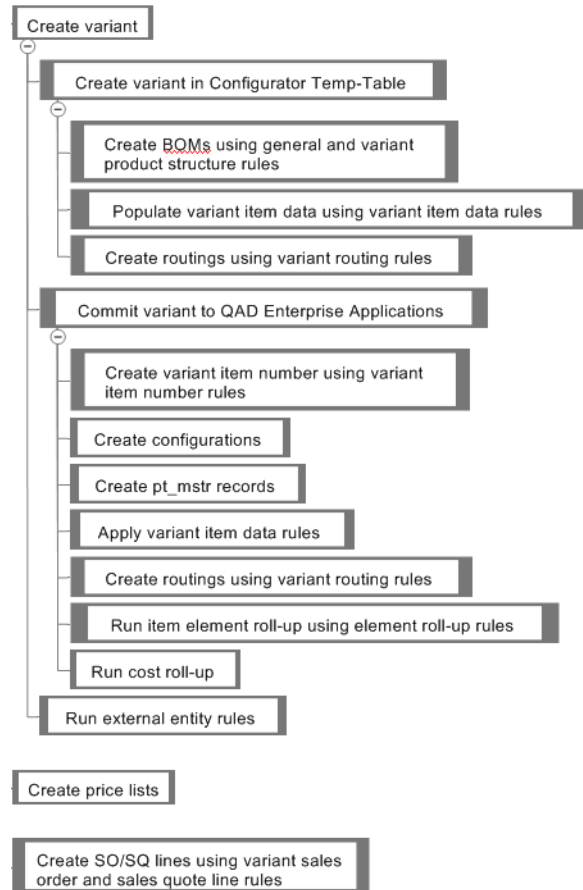 Create variant
Create variant in Configurator Temp-Table
Create BOMs using general and variant
product structure rules
Populate variant item data using variant item data rules
Create routings using variant routing rules
Commit variant to QAD Enterprise Applications
Create variant item number using variant
item number rules
Create configurations
Create pt_mstr records
Apply variant item data rules
Create routings using variant routing rules
Run item element roll-up using element roll-up rules
Run cost roll-up
Run external entity rules
Create price lists
Create SO/SQ lines using variant sales
order and sales quote line rules